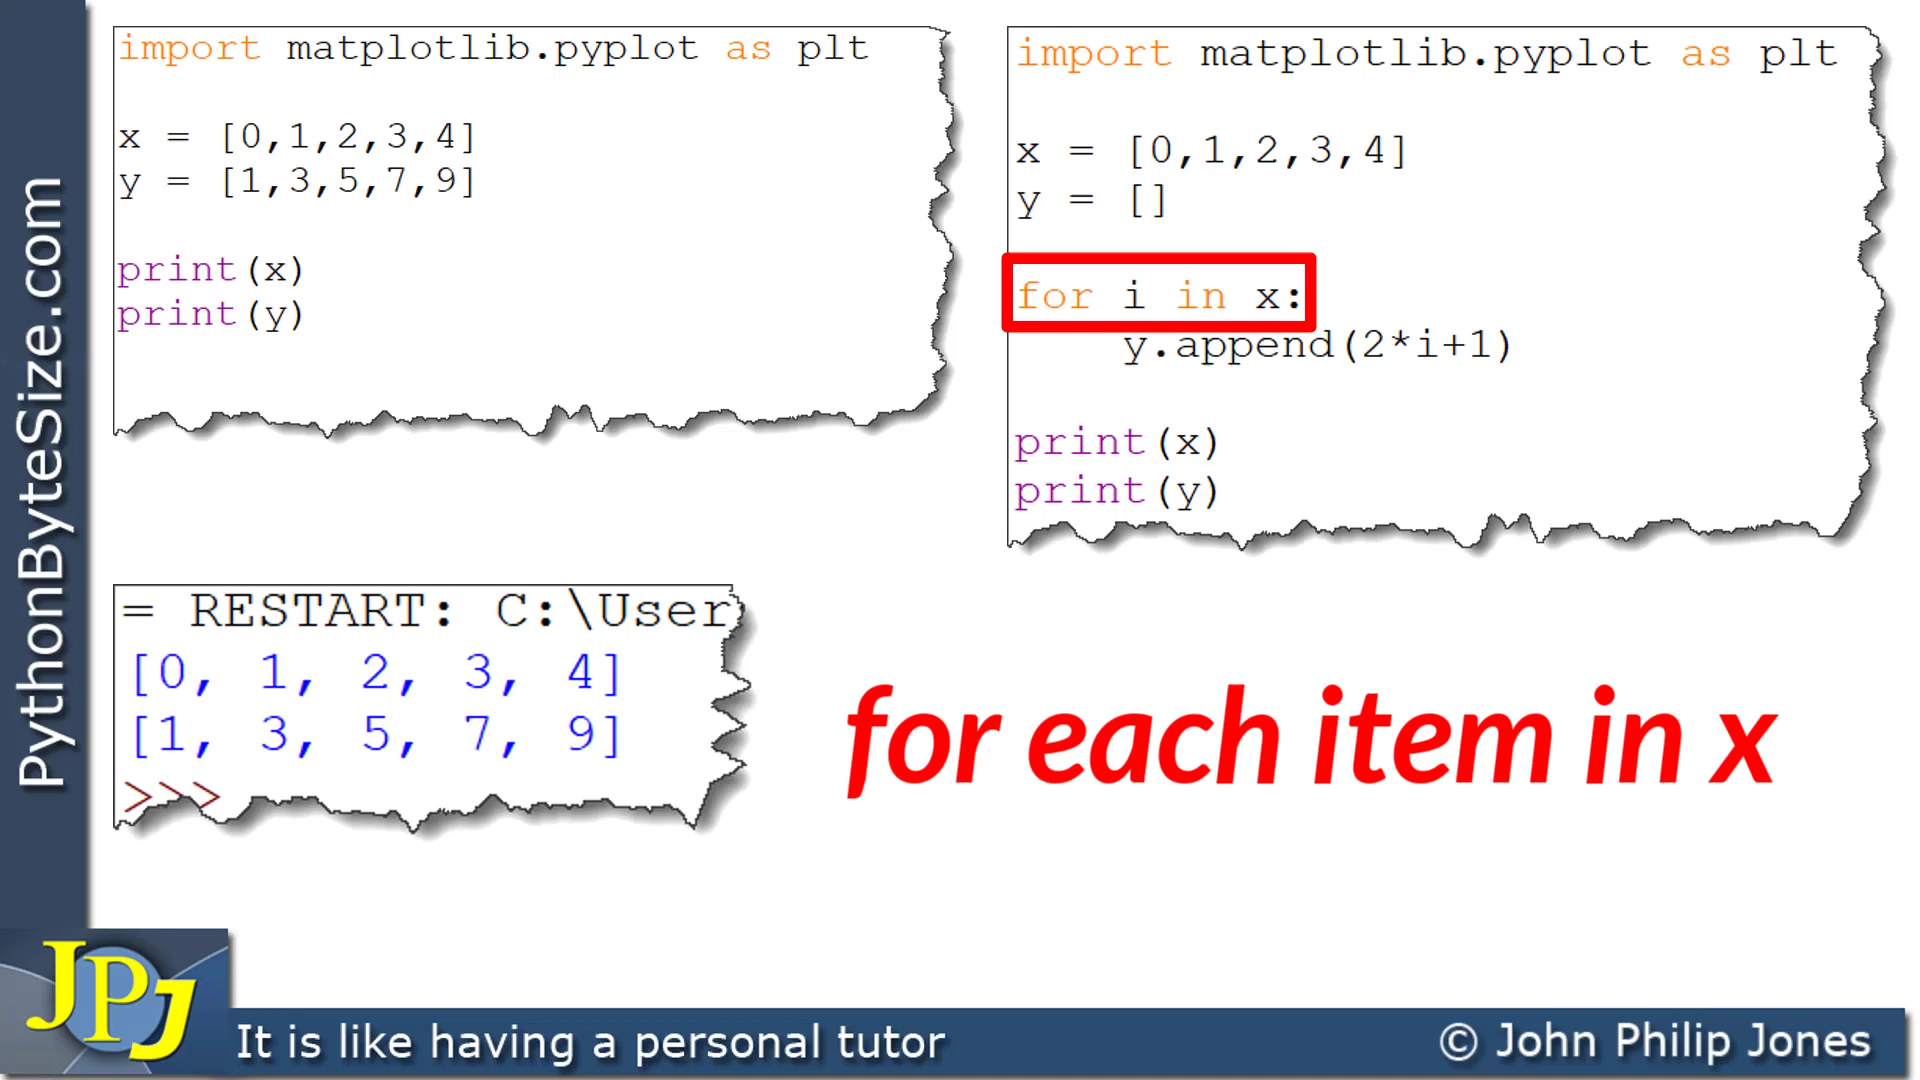 PythonByteSize.com
import matplotlib.pyplot as plt
x = [0,1,2,3,4]
y = [1,3,5,7,9]
print(x)
print(y)
import matplotlib.pyplot as plt
x = [0,1,2,3,4]
y = []
for i in x:
    y.append(2*i+1)
print(x)
print(y)
= RESTART: C:\User
[0, 1, 2, 3, 4]
[1, 3, 5, 7, 9]
>>>
for each item in x
JPJ
It is like having a personal tutor
© John Philip Jones